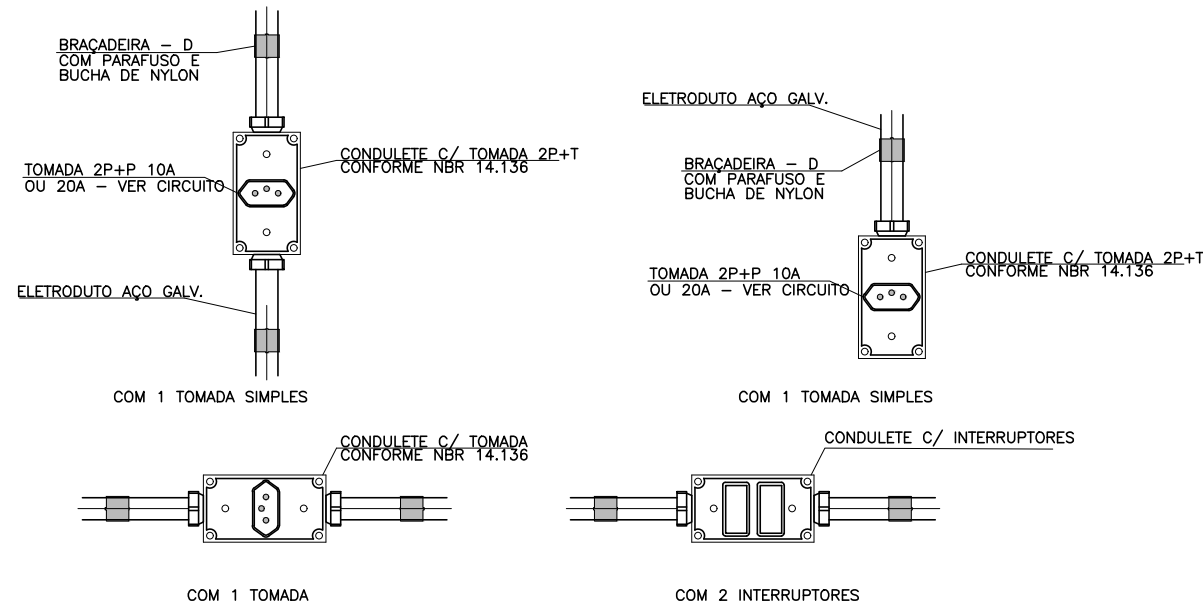 BRAÇADEIRA – D
COM PARAFUSO E
BUCHA DE NYLON
CONDULETE C/ TOMADA 2P+T
CONFORME NBR 14.136
TOMADA 2P+P 10A
OU 20A – VER CIRCUITO
ELETRODUTO AÇO GALV.
COM 1 TOMADA SIMPLES
ELETRODUTO AÇO GALV.
BRAÇADEIRA – D
COM PARAFUSO E
BUCHA DE NYLON
CONDULETE C/ TOMADA 2P+T
CONFORME NBR 14.136
TOMADA 2P+P 10A
OU 20A – VER CIRCUITO
COM 1 TOMADA SIMPLES
CONDULETE C/ TOMADA
CONFORME NBR 14.136
COM 1 TOMADA
CONDULETE C/ INTERRUPTORES
COM 2 INTERRUPTORES